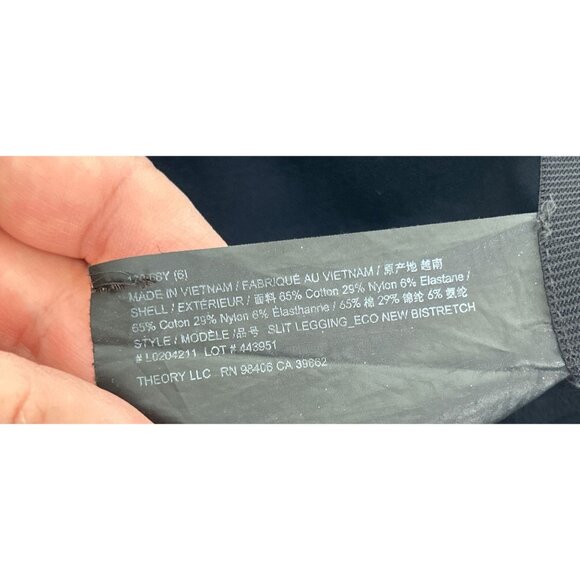 (6)
MADE IN VIETNAM / FABRIQUÉ AU VIETNAM / 原产地 越南
SHELL / EXTÉRIEUR / 面料 65% Cotton 29% Nylon 6% Elastane /
65% Coton 29% Nylon 6% Élasthanne / 65% 棉 29% 锦纶 6% 氨纶
STYLE / MODÈLE /品号 SLIT LEGGING_ECO NEW BISTRETCH
# L0204211 LOT # 443951
THEORY LLC RN 98406 CA 39662